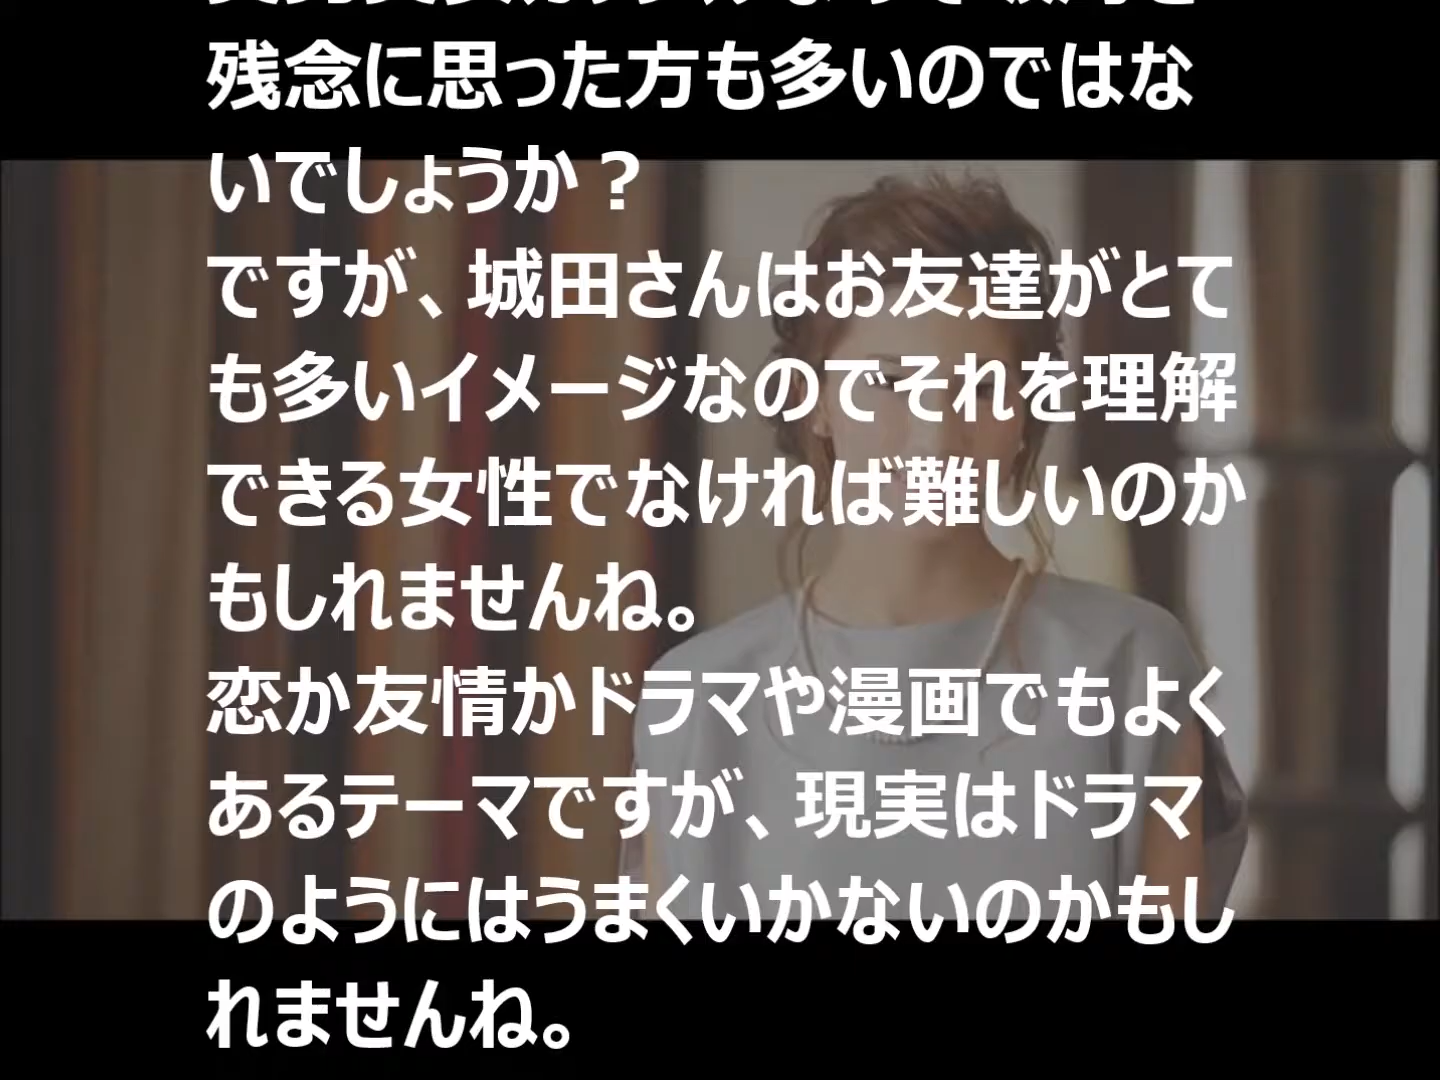 残念に思った方も多いのではな
いでしょうか？
ですが、城田さんはお友達がとて
も多いイメージなのでそれを理解
できる女性でなければ難しいのか
もしれませんね。
恋か友情かドラマや漫画でもよく
あるテーマですが、現実はドラマ
のようにはうまくいかないのかもし
れませんね。